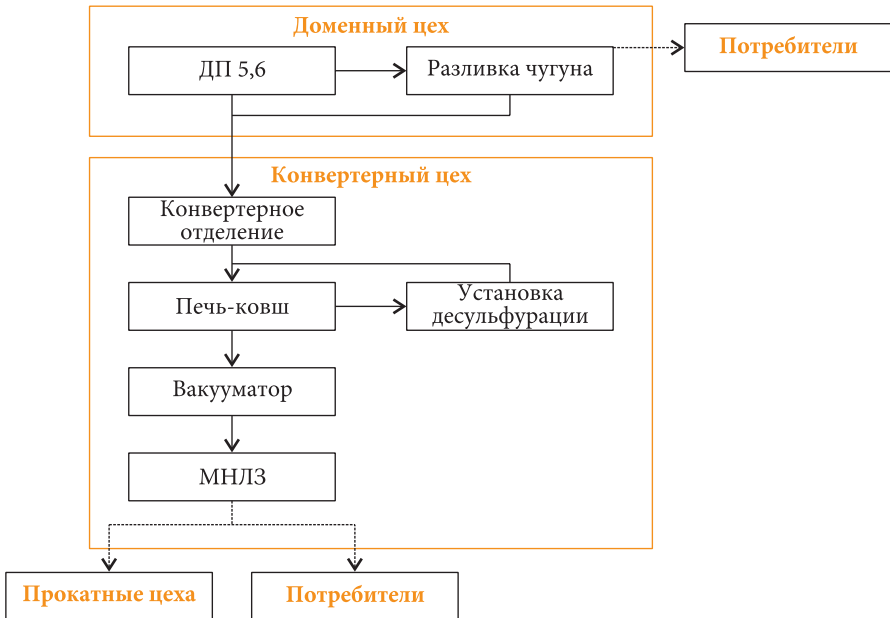 Доменный цех
Потребители
ДП 5,6
Разливка чугуна
Конвертерный цех
Конвертерное
отделение
Печь-ковш
Установка
десульфурации
Вакууматор
МНЛЗ
Прокатные цеха
Потребители